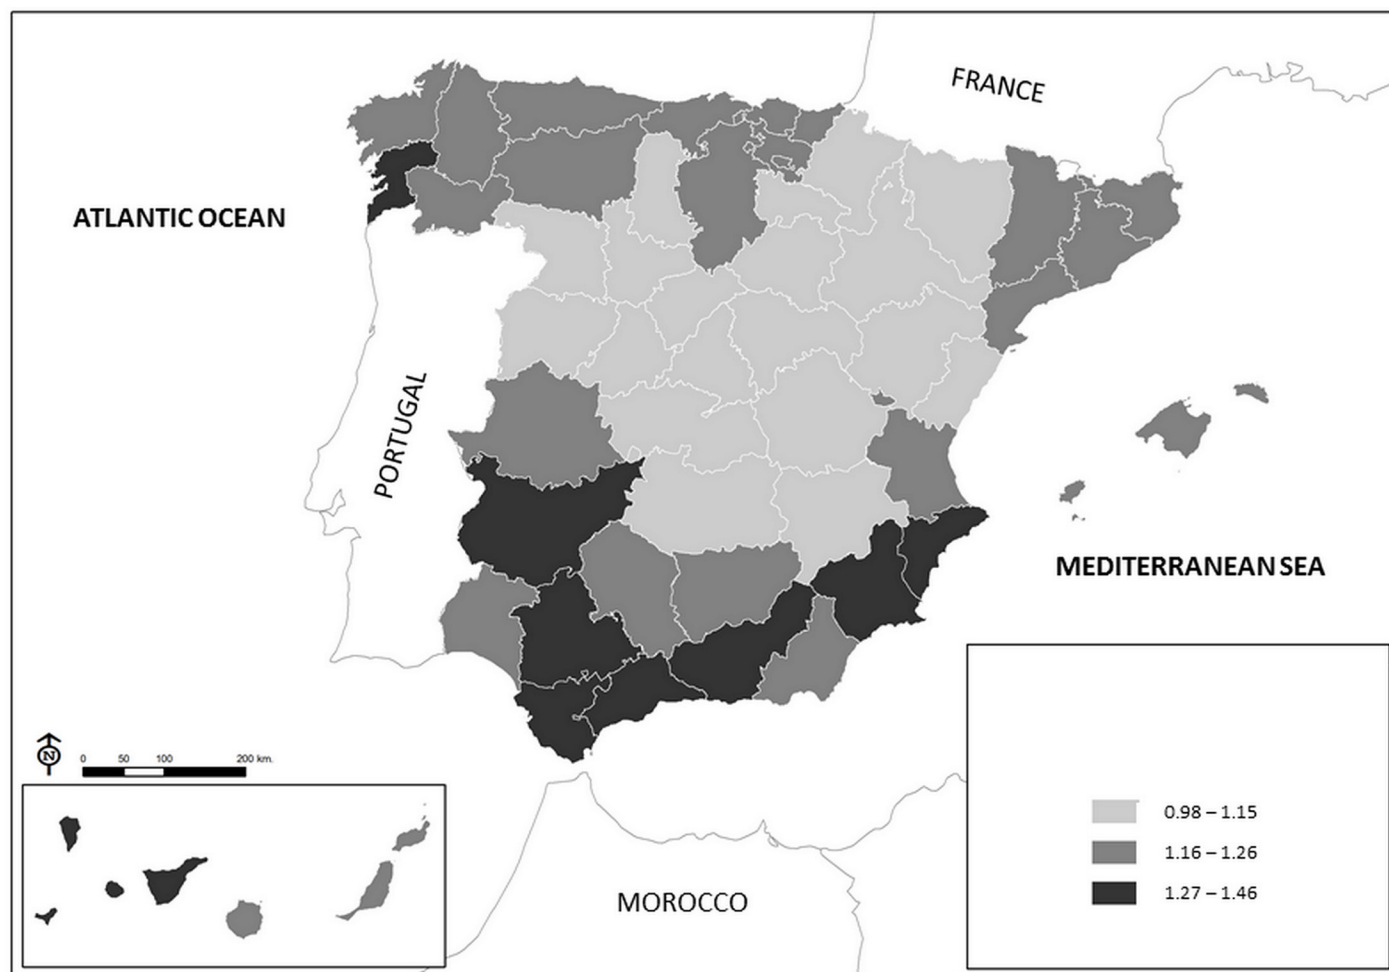 FRANCE
ATLANTIC OCEAN
PORTUGAL
MEDITERRANEAN SEA
N
0 50 100 200 km.
0.98 – 1.15
1.16 – 1.26
1.27 – 1.46
MOROCCO